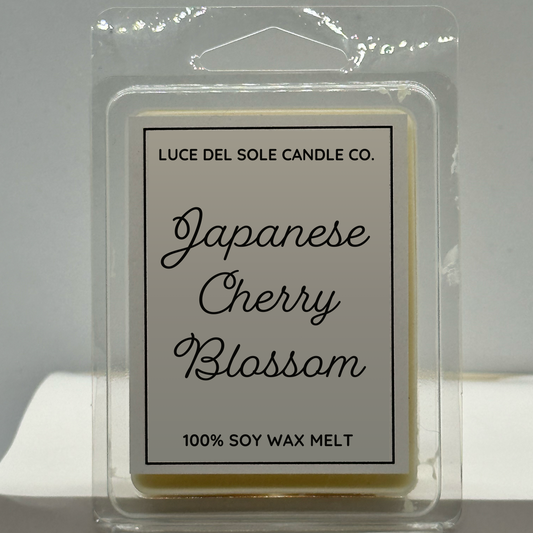 LUCE DEL SOLE CANDLE CO.
Japanese
Cherry
Blossom
100% SOY WAX MELT